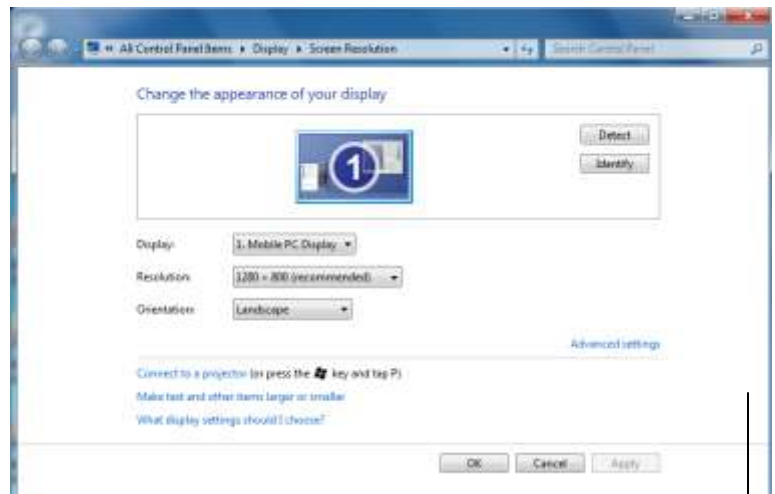 « All Control Panel Items ▸ Display ▸ Screen Resolution
Search Control Panel
Change the appearance of your display
1
Detect
Identify
Display:
1. Mobile PC Display
Resolution:
1280 × 800 (recommended)
Orientation:
Landscape
Advanced settings
Connect to a projector (or press the key and tap P)
Make text and other items larger or smaller
What display settings should I choose?
OK
Cancel
Apply